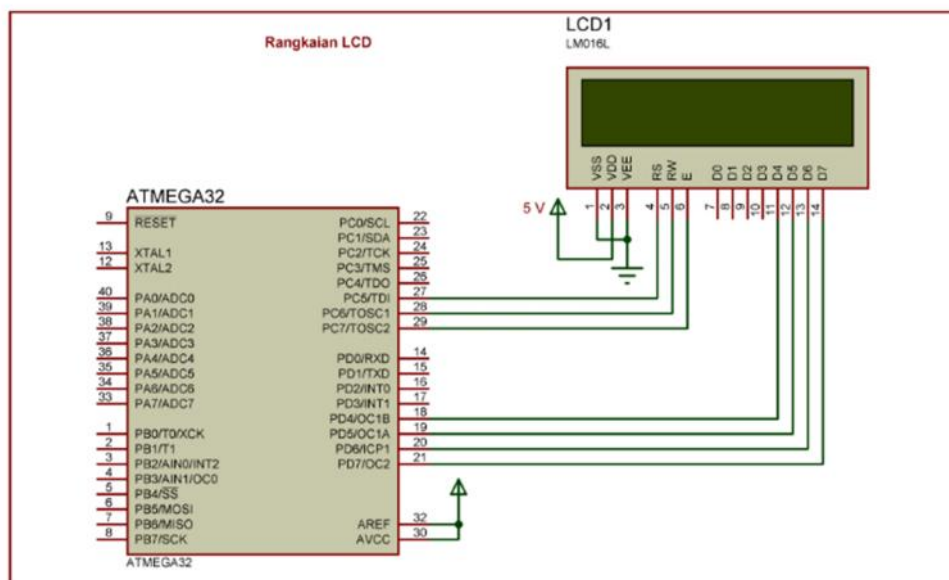 LCD1
LM016L
Rangkaian LCD
VSS VDD VEE RS RW E D0 D1 D2 D3 D4 D5 D6 D7
5 V
1 2 3 4 5 6 7 8 9 10 11 12 13 14
ATMEGA32
9 RESET PC0/SCL 22
PC1/SDA 23
13 XTAL1 PC2/TCK 24
12 XTAL2 PC3/TMS 25
PC4/TDO 26
40 PA0/ADC0 PC5/TDI 27
39 PA1/ADC1 PC6/TOSC1 28
38 PA2/ADC2 PC7/TOSC2 29
37 PA3/ADC3
36 PA4/ADC4 PD0/RXD 14
35 PA5/ADC5 PD1/TXD 15
34 PA6/ADC6 PD2/INT0 16
33 PA7/ADC7 PD3/INT1 17
PD4/OC1B 18
1 PB0/T0/XCK PD5/OC1A 19
2 PB1/T1 PD6/ICP1 20
3 PB2/AIN0/INT2 PD7/OC2 21
4 PB3/AIN1/OC0
5 PB4/SS
6 PB5/MOSI
7 PB6/MISO AREF 32
8 PB7/SCK AVCC 30
ATMEGA32